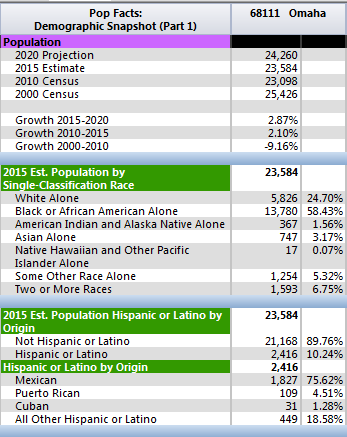 Pop Facts: 68111 Omaha
Demographic Snapshot (Part 1)
Population
2020 Projection 24,260
2015 Estimate 23,584
2010 Census 23,098
2000 Census 25,426
Growth 2015-2020 2.87%
Growth 2010-2015 2.10%
Growth 2000-2010 -9.16%
2015 Est. Population by 23,584
Single-Classification Race
White Alone 5,826 24.70%
Black or African American Alone 13,780 58.43%
American Indian and Alaska Native Alone 367 1.56%
Asian Alone 747 3.17%
Native Hawaiian and Other Pacific 17 0.07%
Islander Alone
Some Other Race Alone 1,254 5.32%
Two or More Races 1,593 6.75%
2015 Est. Population Hispanic or Latino by 23,584
Origin
Not Hispanic or Latino 21,168 89.76%
Hispanic or Latino 2,416 10.24%
Hispanic or Latino by Origin 2,416
Mexican 1,827 75.62%
Puerto Rican 109 4.51%
Cuban 31 1.28%
All Other Hispanic or Latino 449 18.58%